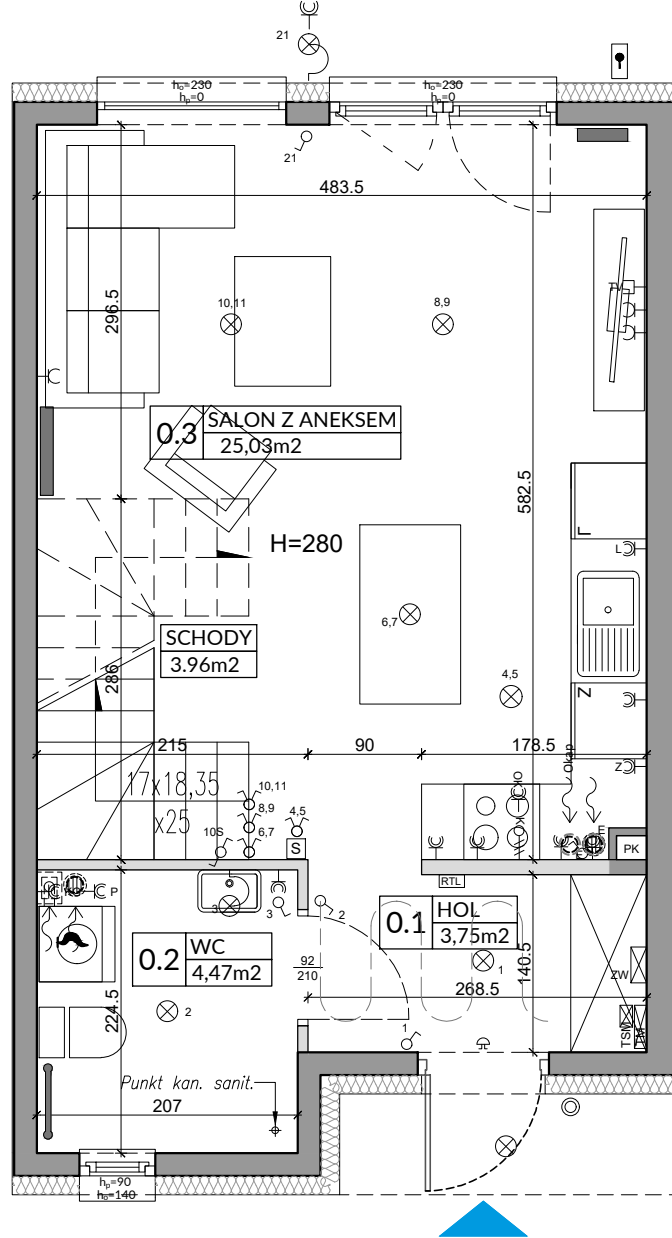 21
h₀=230
hₚ=0
h₀=230
hₚ=0
21
483.5
296.5
10,11
8,9
TV
0.3
SALON Z ANEKSEM
25,03m2
582.5
L
L
H=280
6,7
SCHODY
3.96m2
286
4,5
Z
215
90
178.5
Z
Okap
17x18,35
x25
10,11
8,9
6,7
10S
4,5
S
PK
RTL
P
3
3
2
0.1
HOL
3,75m2
0.2
WC
4,47m2
92
210
1
140.5
268.5
ZW
224.5
2
1
TSM
Punkt kan. sanit.
207
hₚ=90
h₀=140